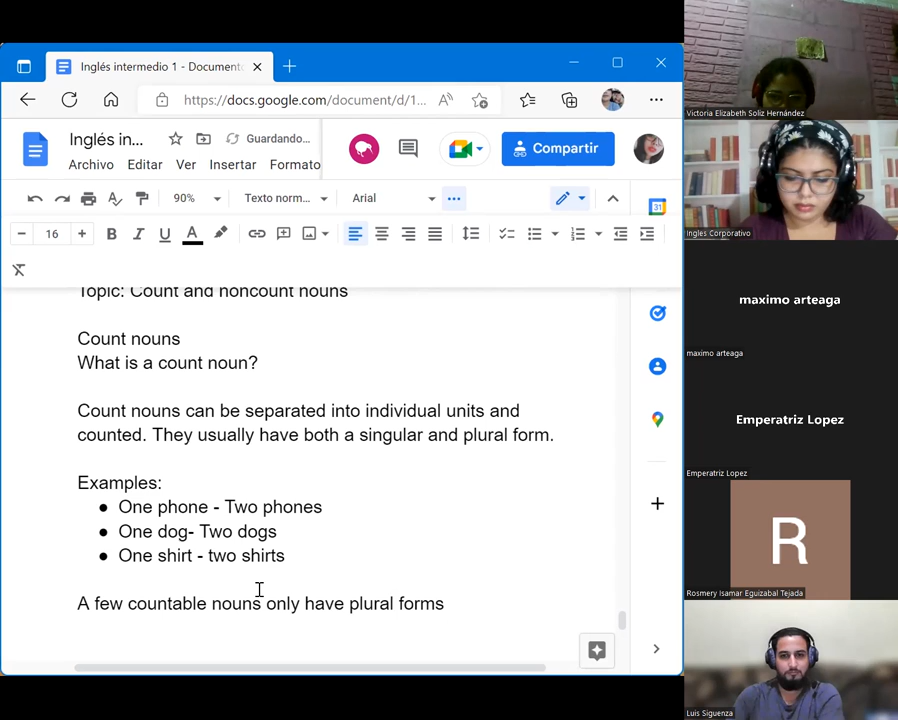 Inglés intermedio 1 - Document
https://docs.google.com/document/d/1...
Inglés in...
Guardando...
Compartir
Archivo Editar Ver Insertar Formato
90% Texto norm... Arial
16
31
Topic: Count and noncount nouns
Count nouns
What is a count noun?
Count nouns can be separated into individual units and
counted. They usually have both a singular and plural form.
Examples:
● One phone - Two phones
● One dog- Two dogs
● One shirt - two shirts
A few countable nouns only have plural forms
Victoria Elizabeth Soliz Hernández
Ingles Corporativo
maximo arteaga
maximo arteaga
Emperatriz Lopez
Emperatriz Lopez
R
Rosmery Isamar Eguizabal Tejada
Luis Siguenza